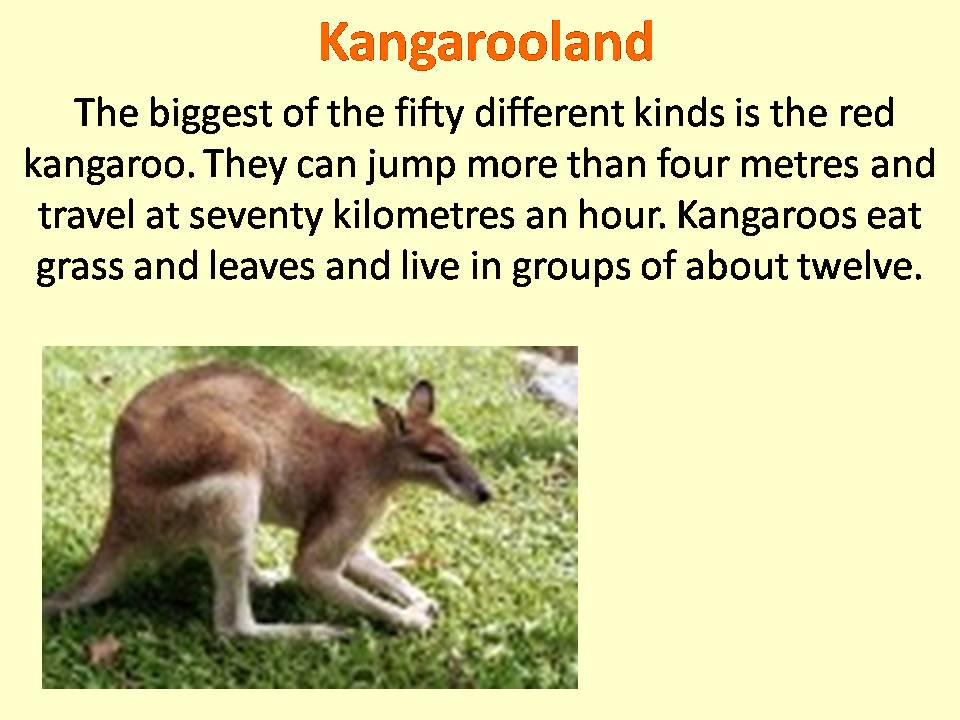 Kangarooland
The biggest of the fifty different kinds is the red
kangaroo. They can jump more than four metres and
travel at seventy kilometres an hour. Kangaroos eat
grass and leaves and live in groups of about twelve.